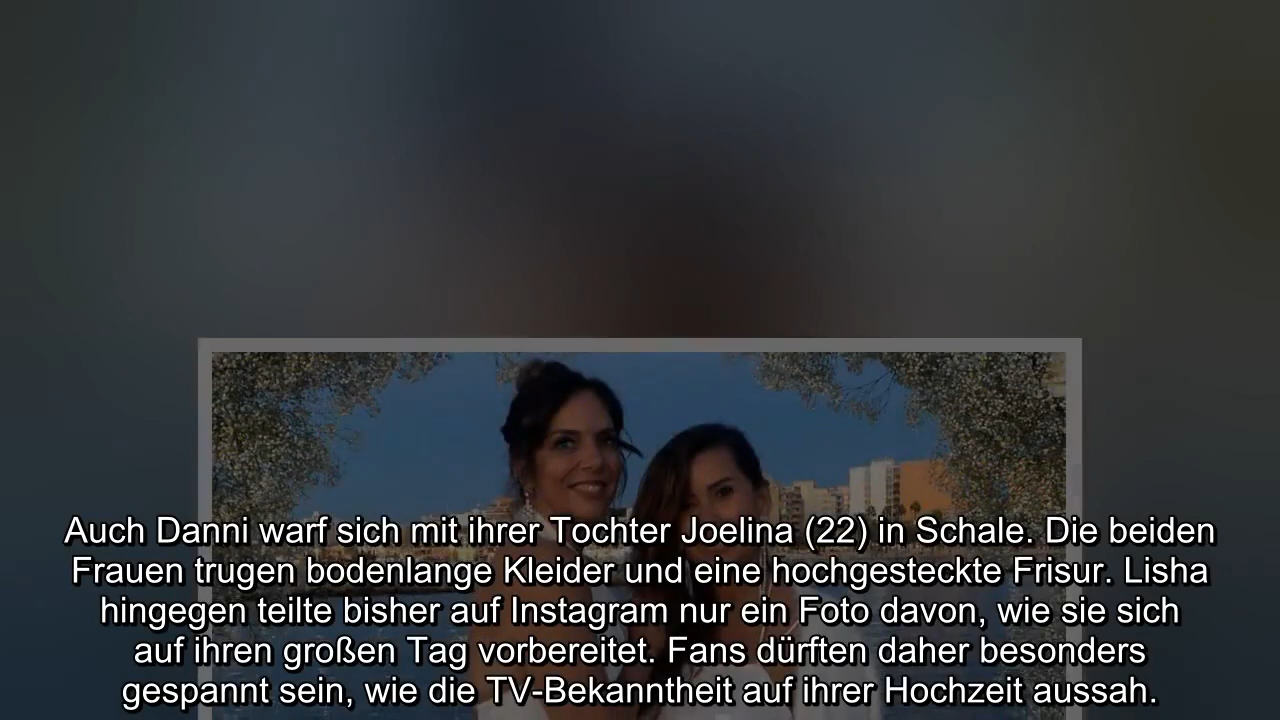 Auch Danni warf sich mit ihrer Tochter Joelina (22) in Schale. Die beiden
Frauen trugen bodenlange Kleider und eine hochgesteckte Frisur. Lisha
hingegen teilte bisher auf Instagram nur ein Foto davon, wie sie sich
auf ihren großen Tag vorbereitet. Fans dürften daher besonders
gespannt sein, wie die TV-Bekanntheit auf ihrer Hochzeit aussah.